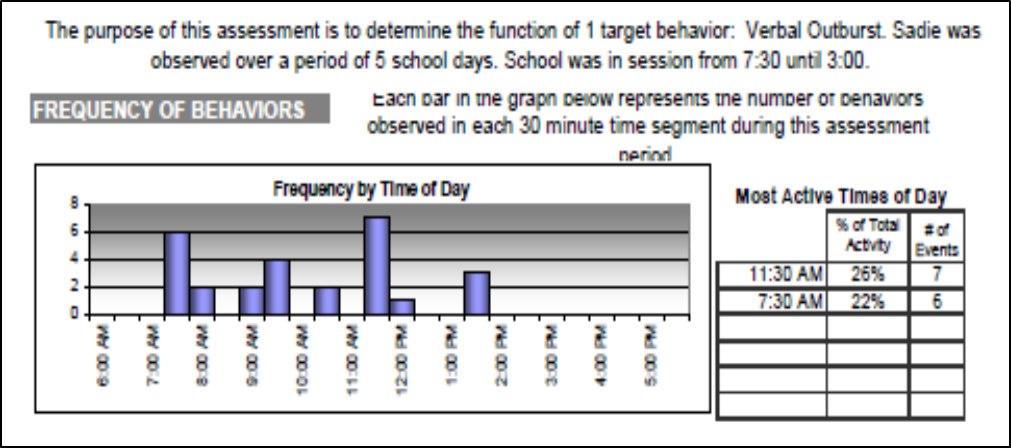 The purpose of this assessment is to determine the function of 1 target behavior: Verbal Outburst. Sadie was
observed over a period of 5 school days. School was in session from 7:30 until 3:00.
FREQUENCY OF BEHAVIORS
Each bar in the graph below represents the number of behaviors
observed in each 30 minute time segment during this assessment
period
Frequency by Time of Day
8
6
4
2
0
6:00 AM
7:00 AM
8:00 AM
9:00 AM
10:00 AM
11:00 AM
12:00 PM
1:00 PM
2:00 PM
3:00 PM
4:00 PM
5:00 PM
Most Active Times of Day
% of Total Activity # of Events
11:30 AM 26% 7
7:30 AM 22% 6